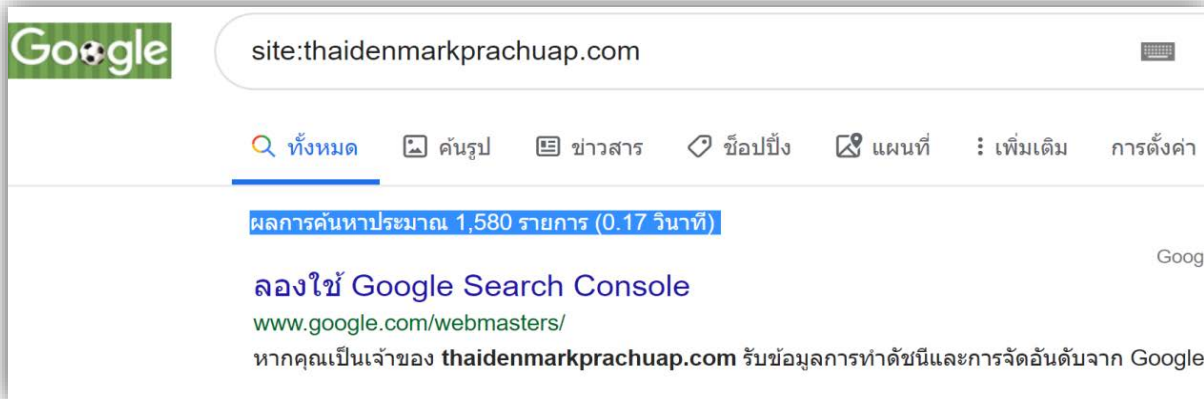 Google
site:thaidenmarkprachuap.com
ทั้งหมด ค้นรูป ข่าวสาร ช็อปปิ้ง แผนที่ เพิ่มเติม การตั้งค่า
ผลการค้นหาประมาณ 1,580 รายการ (0.17 วินาที)
Goog
ลองใช้ Google Search Console
www.google.com/webmasters/
หากคุณเป็นเจ้าของ thaidenmarkprachuap.com รับข้อมูลการทำดัชนีและการจัดอันดับจาก Google